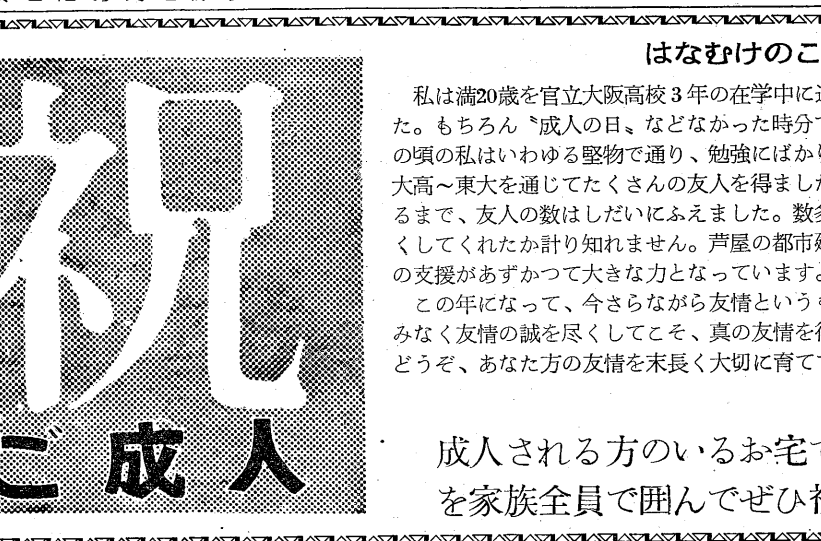 祝
ご成人
はなむけのこ
私は満20歳を官立大阪高校3年の在学中に
た。もちろん〝成人の日〟などなかった時分
の頃の私はいわゆる堅物で通り、勉強にばか
大高～東大を通じてたくさんの友人を得まし
るまで、友人の数はしだいにふえました。数
くしてくれたか計り知れません。芦屋の都市
の支援があずかつて大きな力となっています
この年になって、今さらながら友情という
みなく友情の誠を尽くしてこそ、真の友情を
どうぞ、あなた方の友情を末長く大切に育て
成人される方のいるお宅
を家族全員で囲んでぜひ